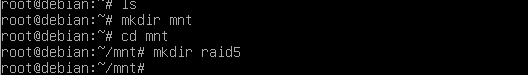 root@debian:~# ls
root@debian:~# mkdir mnt
root@debian:~# cd mnt
root@debian:~/mnt# mkdir raid5
root@debian:~/mnt#